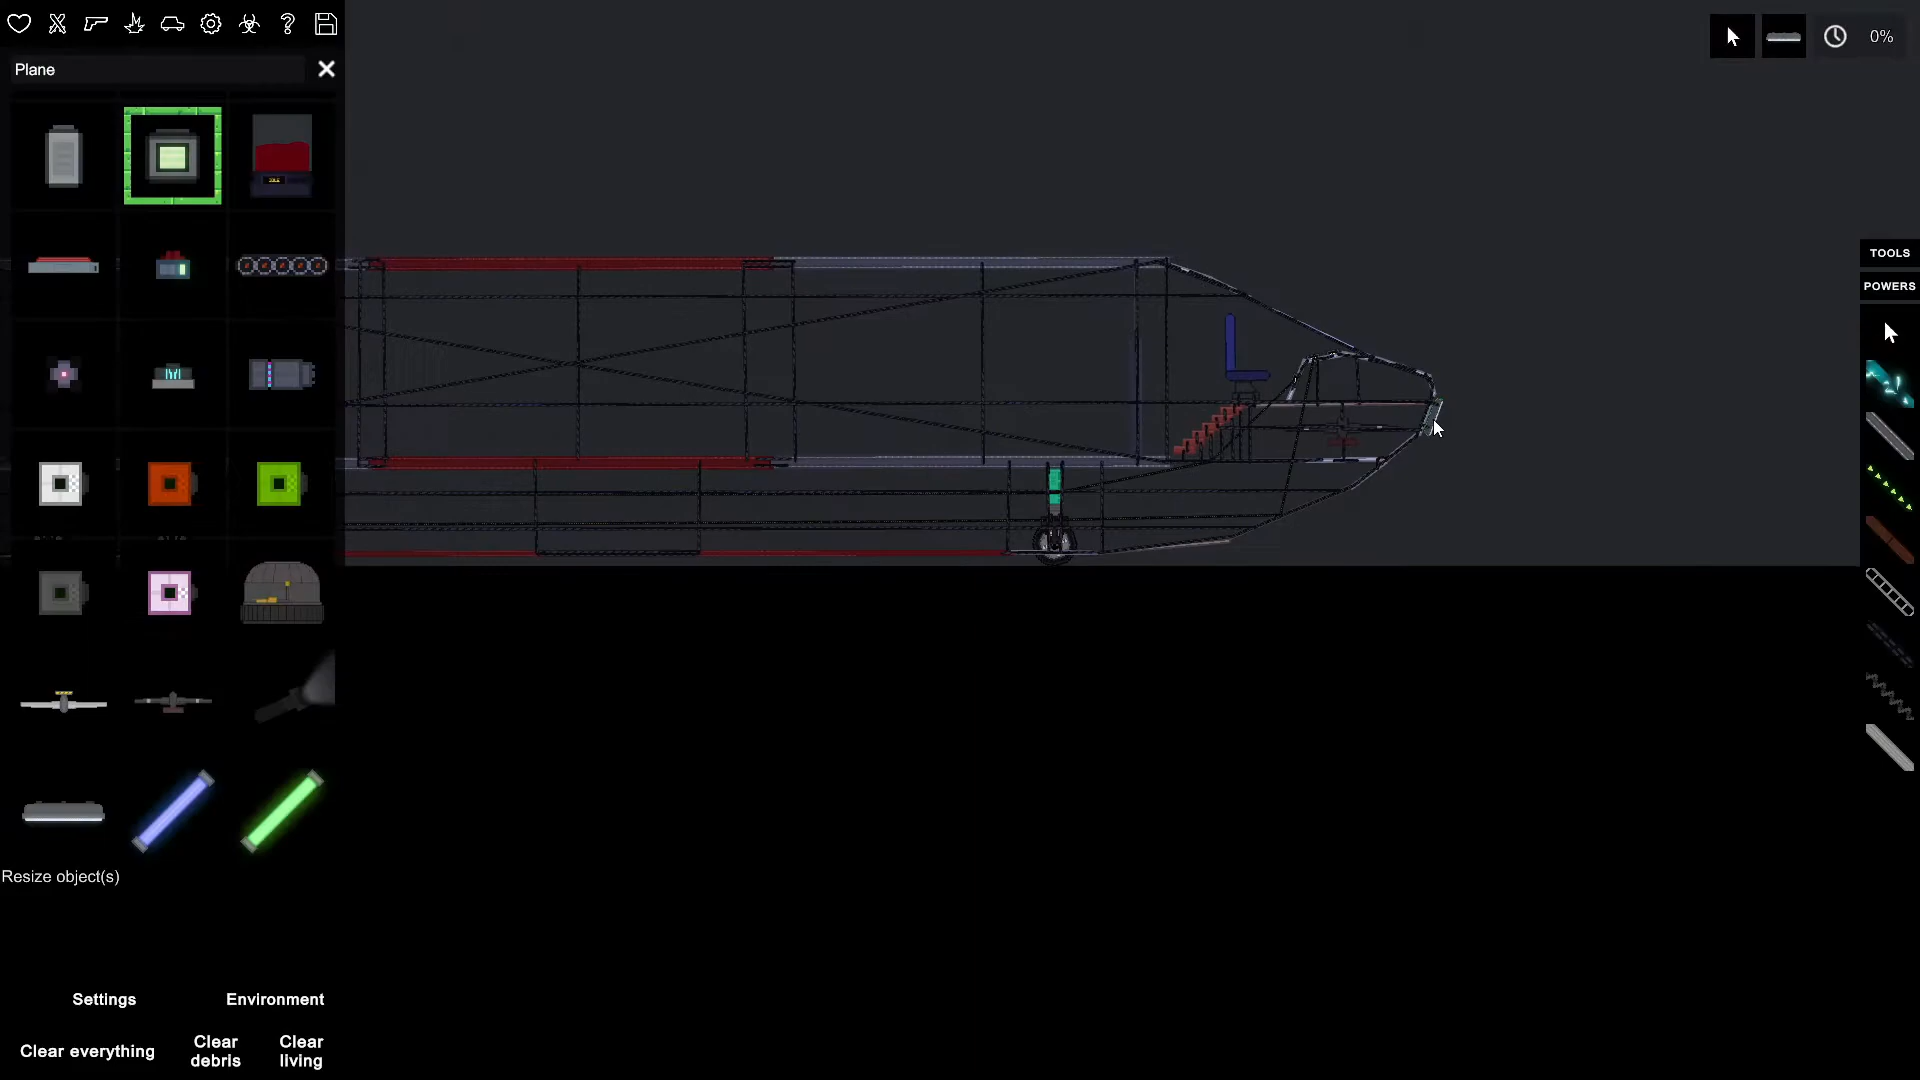 Plane
0%
TOOLS
POWERS
Resize object(s)
Settings
Environment
Clear everything
Clear debris
Clear living